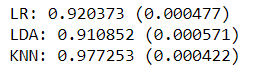 LR: 0.920373 (0.000477)
LDA: 0.910852 (0.000571)
KNN: 0.977253 (0.000422)